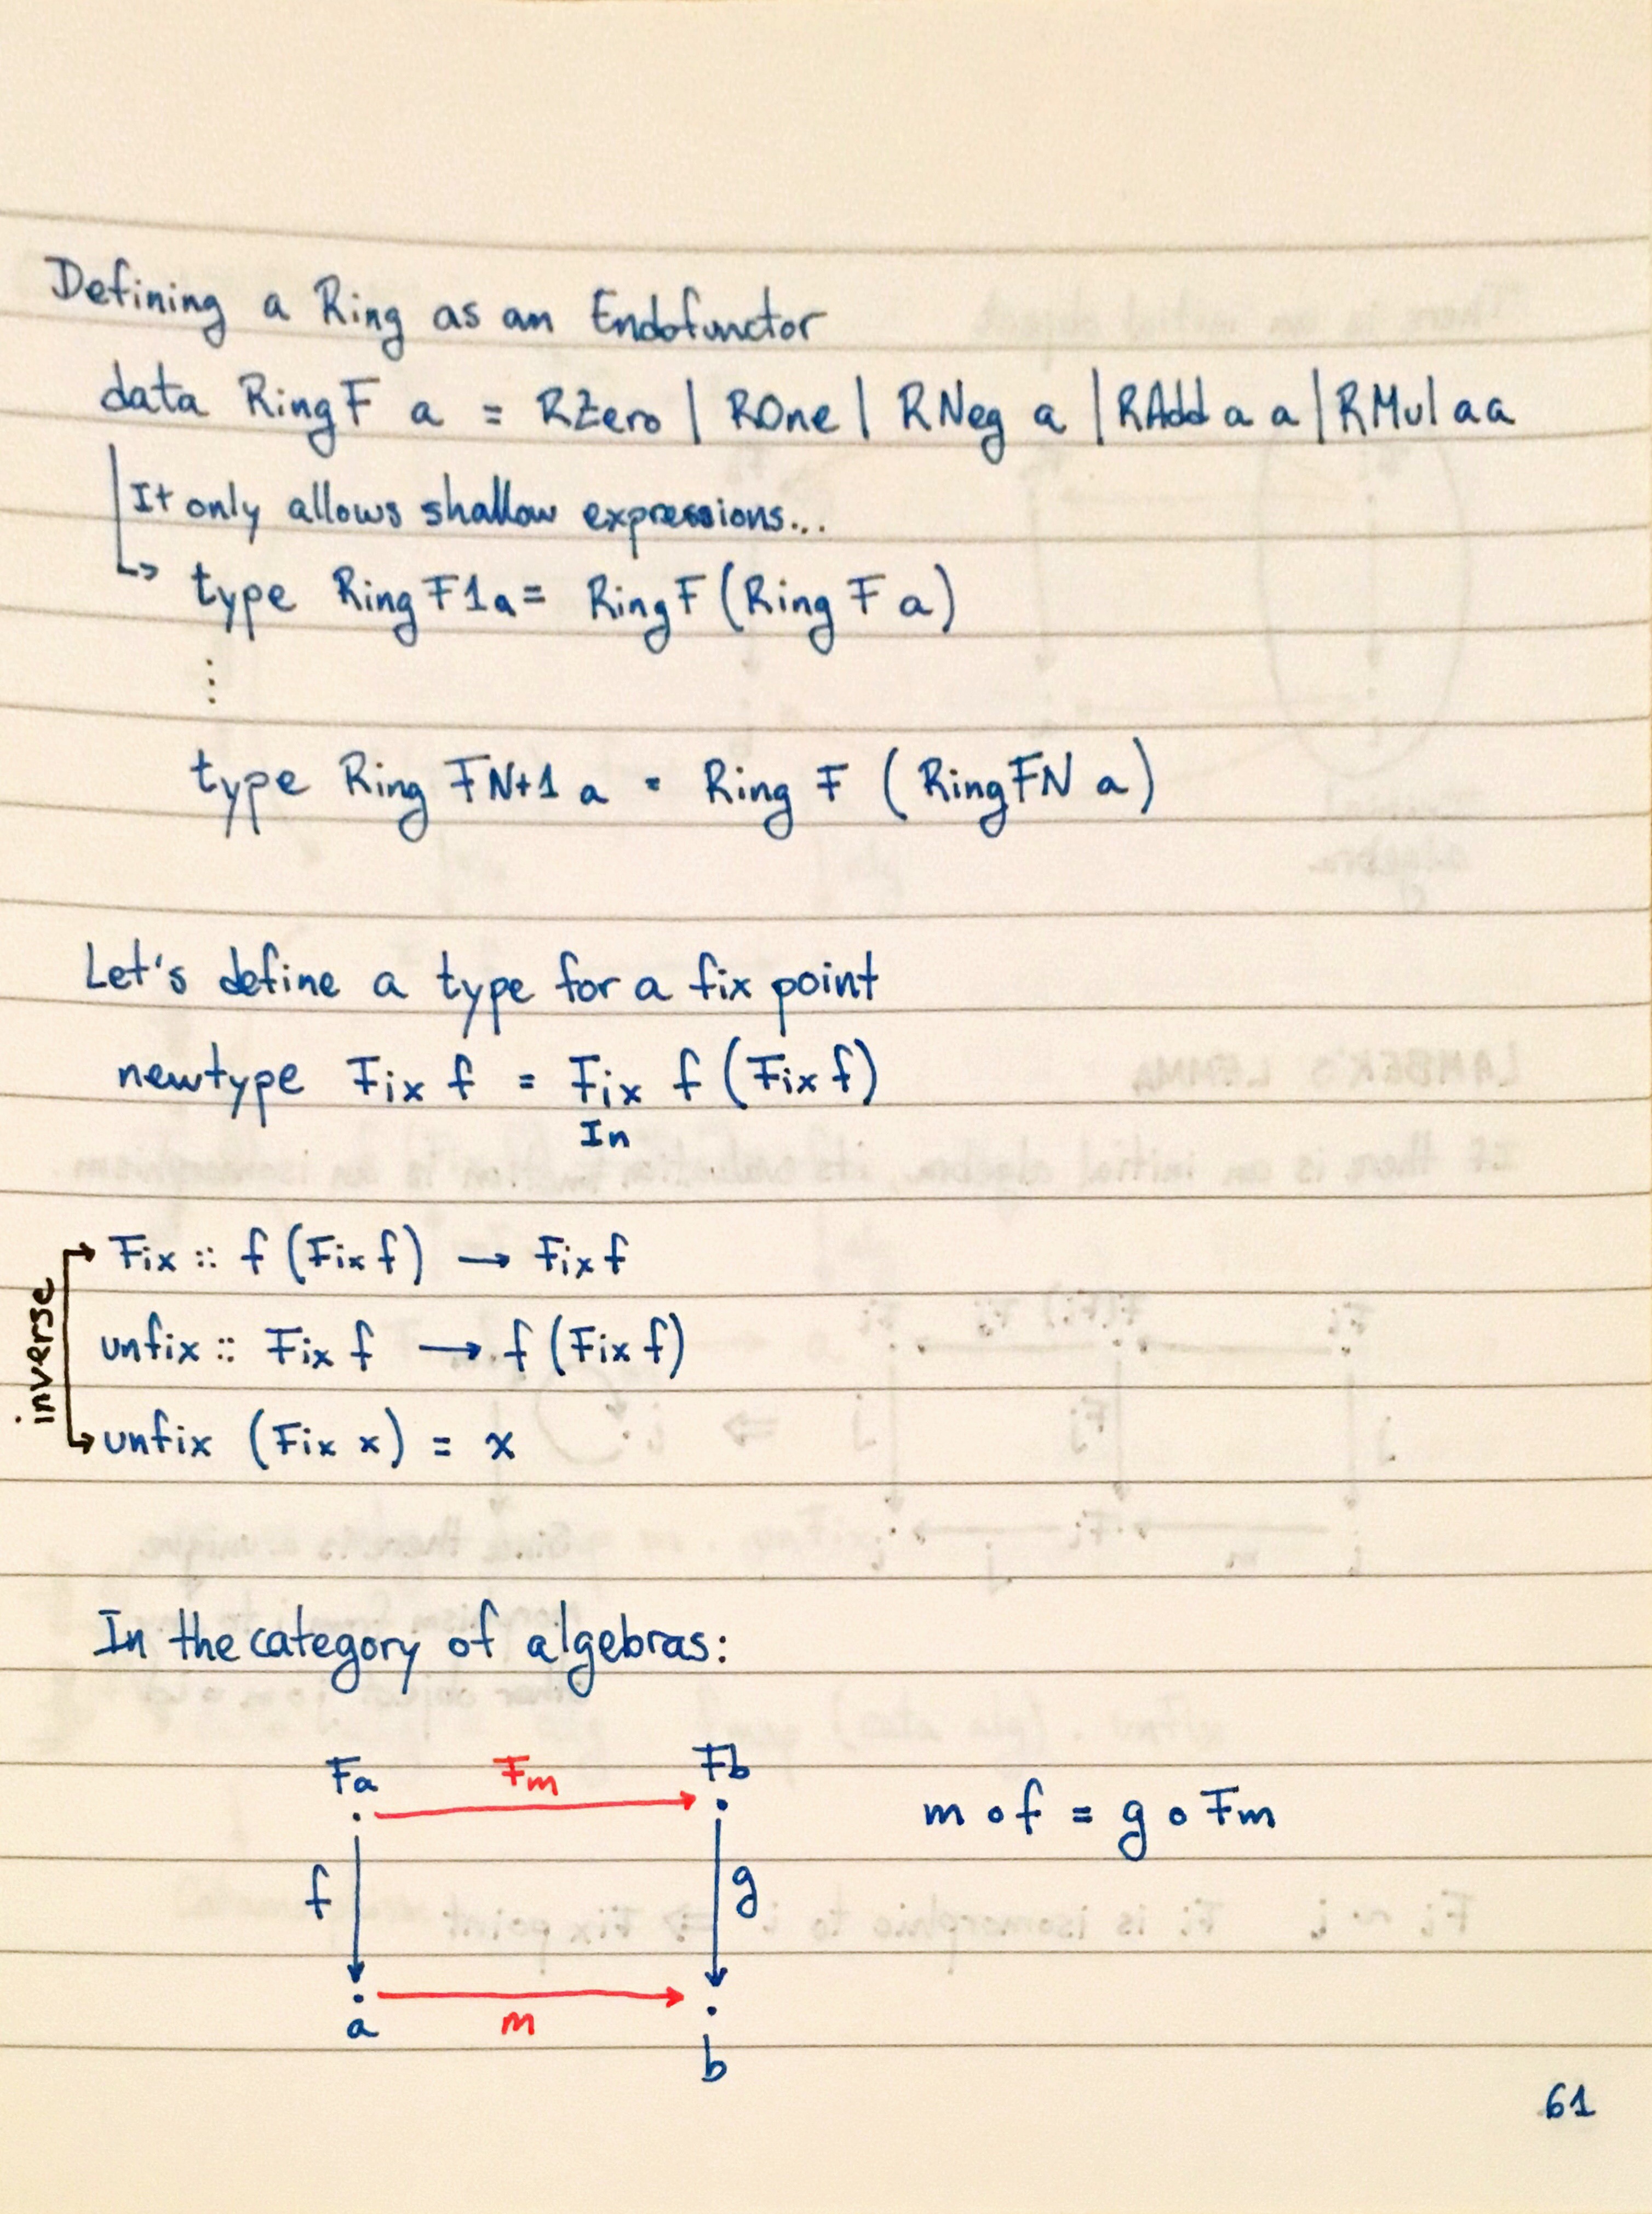 Defining a Ring as an Endofunctor
data RingF a = RZero | ROne | RNeg a | RAdd a a | RMul a a
It only allows shallow expressions...
type RingF1 a = RingF (RingF a)
⋮
type RingFN+1 a = RingF (RingFN a)
Let's define a type for a fix point
newtype Fix f = Fix f (Fix f)
In
Fix :: f (Fix f) → Fix f
unfix :: Fix f → f (Fix f)
unfix (Fix x) = x
inverse
In the category of algebras:
Fa Fm Fb
m ∘ f = g ∘ Fm
f g
a m b
61